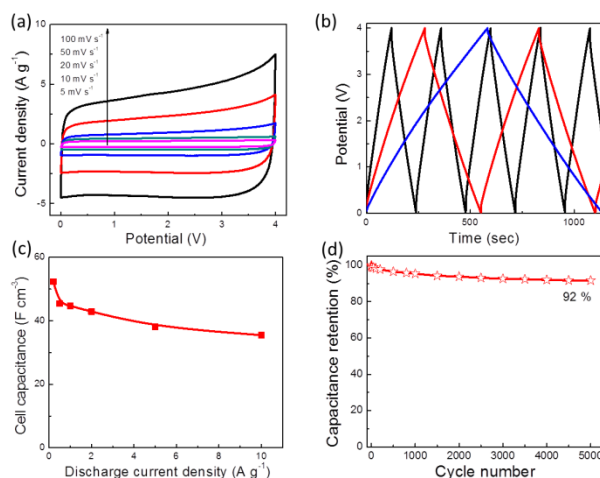 (a)
100 mV s⁻¹
50 mV s⁻¹
20 mV s⁻¹
10 mV s⁻¹
5 mV s⁻¹
10
5
0
-5
Current density (A g⁻¹)
0 1 2 3 4
Potential (V)
(b)
4
3
2
1
0
Potential (V)
0 500 1000
Time (sec)
(c)
60
40
20
0
Cell capacitance (F cm⁻³)
0 2 4 6 8 10
Discharge current density (A g⁻¹)
(d)
100
80
60
40
20
0
Capacitance retention (%)
92 %
0 1000 2000 3000 4000 5000
Cycle number